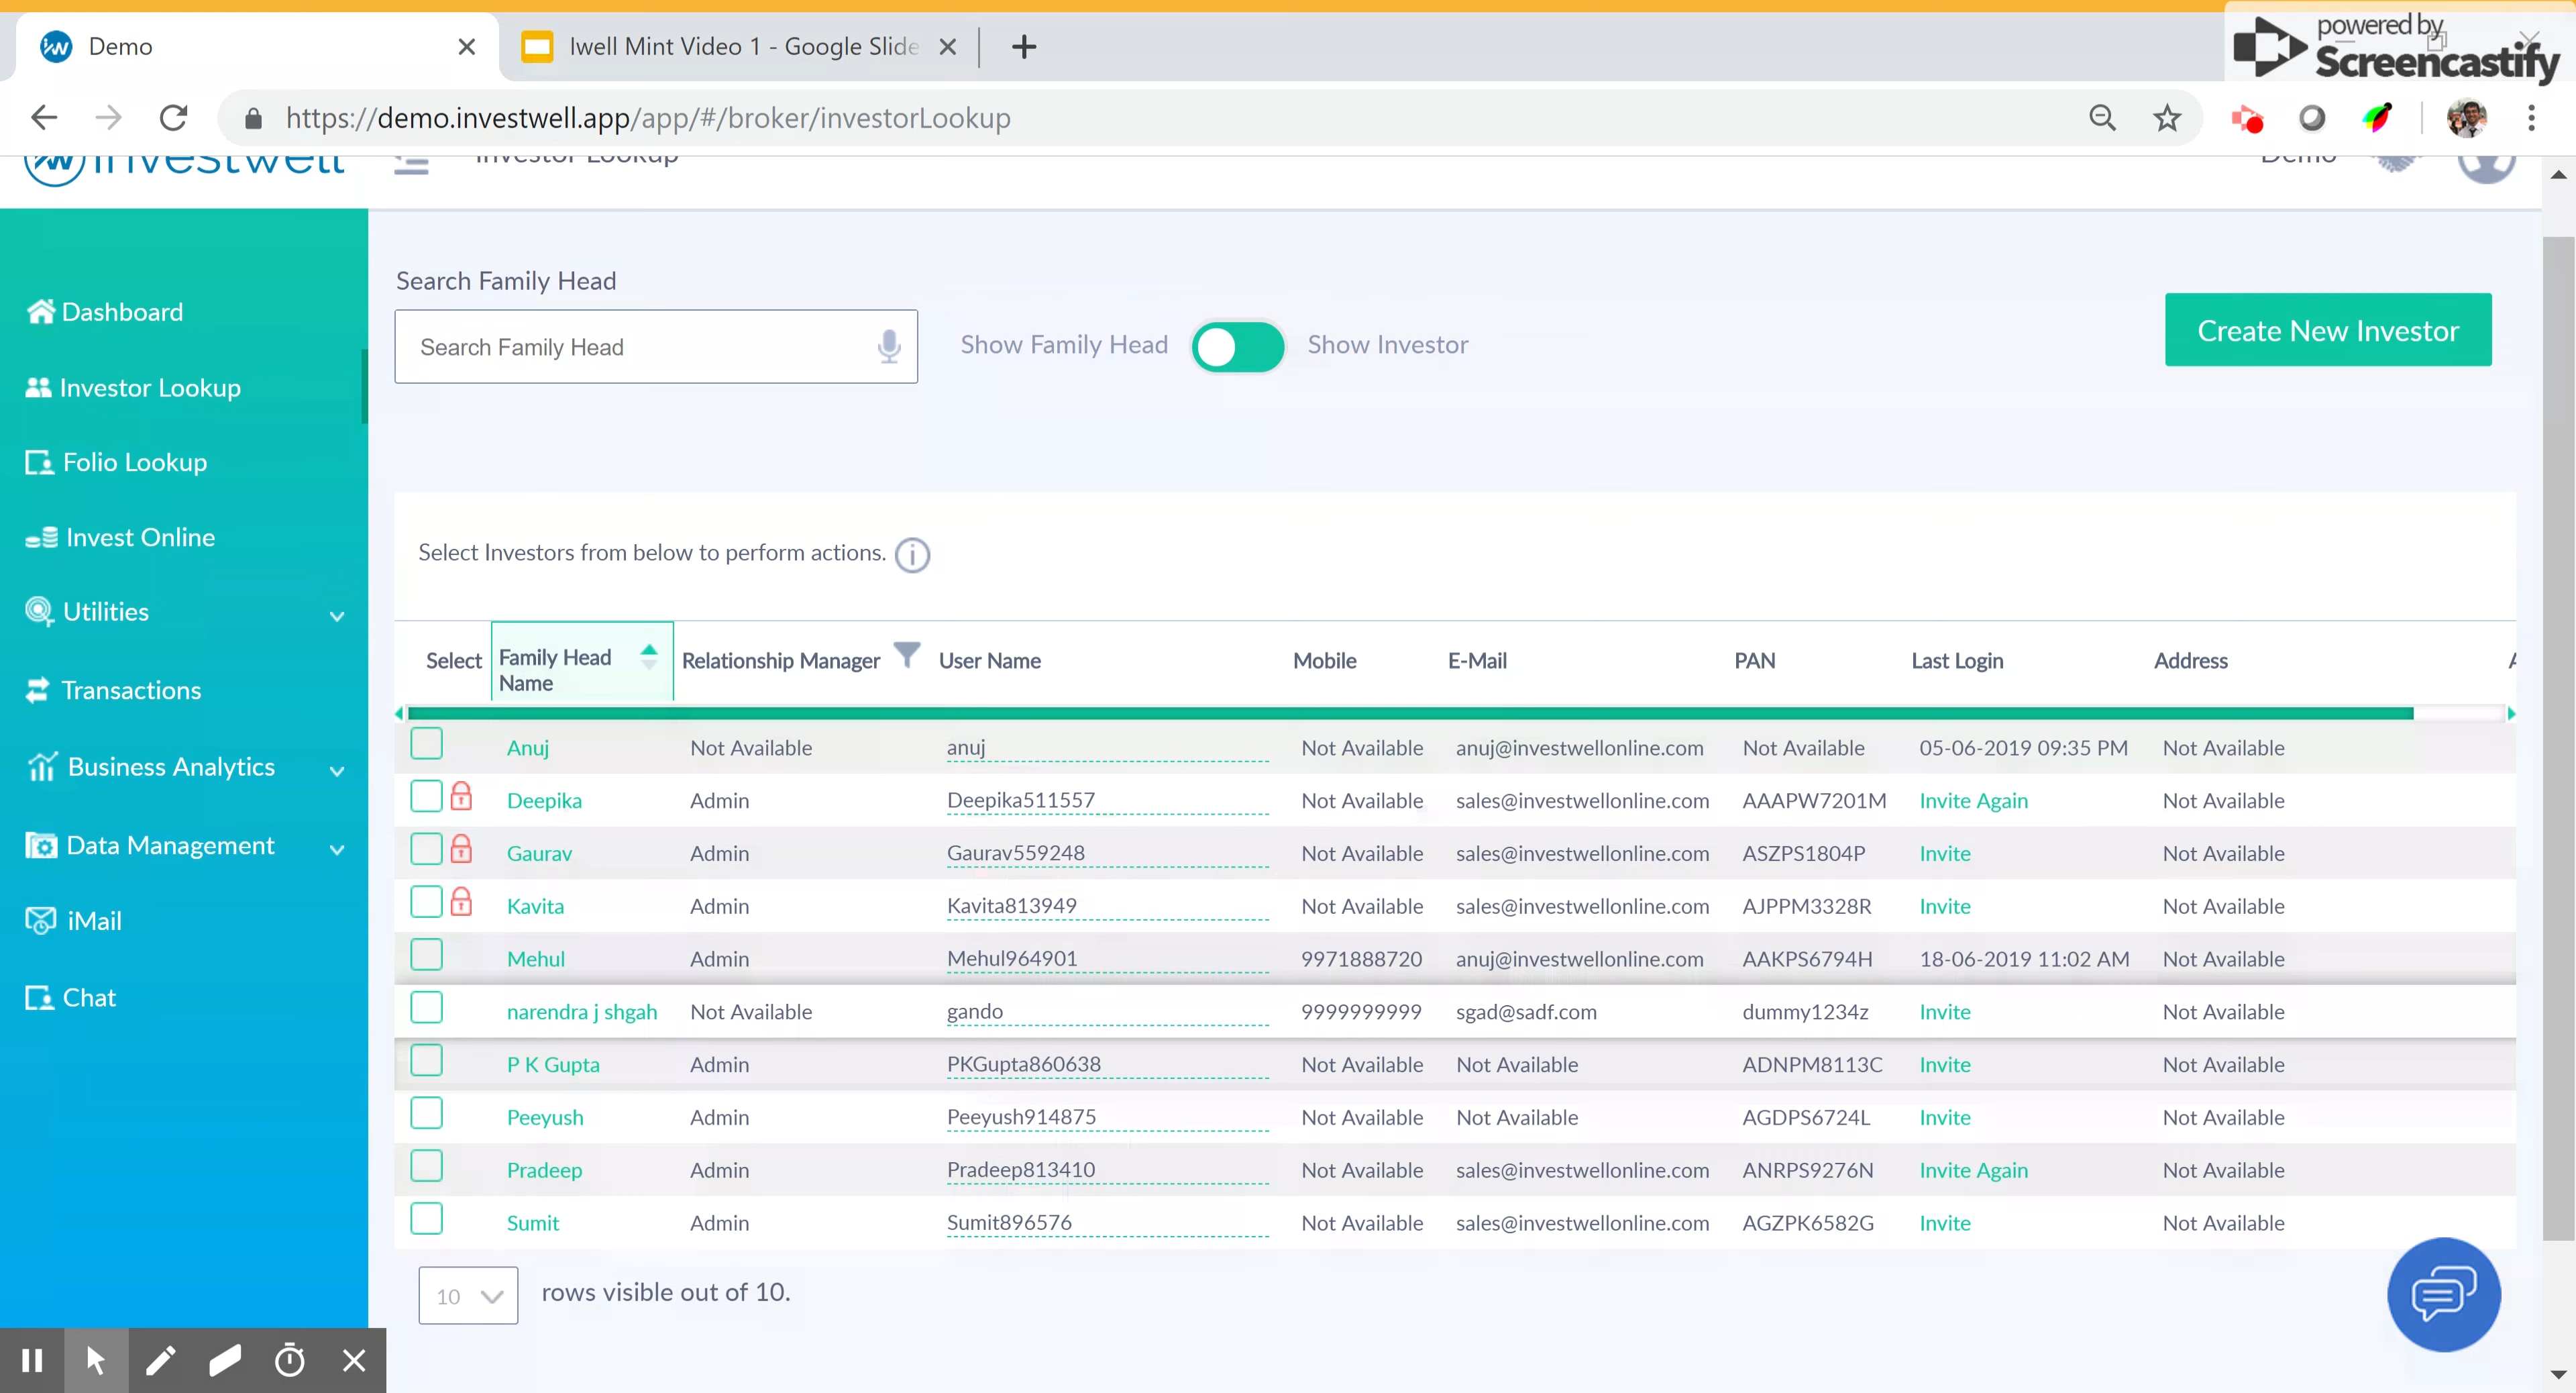 Demo
Iwell Mint Video 1 - Google Slide
powered by
Screencastify
https://demo.investwell.app/app/#/broker/investorLookup
investwell
Investor Lookup
Demo
Dashboard
Investor Lookup
Folio Lookup
Invest Online
Utilities
Transactions
Business Analytics
Data Management
iMail
Chat
Search Family Head
Search Family Head
Show Family Head
Show Investor
Create New Investor
Select Investors from below to perform actions.
Select Family Head Name Relationship Manager User Name Mobile E-Mail PAN Last Login Address
Anuj Not Available anuj Not Available anuj@investwellonline.com Not Available 05-06-2019 09:35 PM Not Available
Deepika Admin Deepika511557 Not Available sales@investwellonline.com AAAPW7201M Invite Again Not Available
Gaurav Admin Gaurav559248 Not Available sales@investwellonline.com ASZPS1804P Invite Not Available
Kavita Admin Kavita813949 Not Available sales@investwellonline.com AJPPM3328R Invite Not Available
Mehul Admin Mehul964901 9971888720 anuj@investwellonline.com AAKPS6794H 18-06-2019 11:02 AM Not Available
narendra j shgah Not Available gando 9999999999 sgad@sadf.com dummy1234z Invite Not Available
P K Gupta Admin PKGupta860638 Not Available Not Available ADNPM8113C Invite Not Available
Peeyush Admin Peeyush914875 Not Available Not Available AGDPS6724L Invite Not Available
Pradeep Admin Pradeep813410 Not Available sales@investwellonline.com ANRPS9276N Invite Again Not Available
Sumit Admin Sumit896576 Not Available sales@investwellonline.com AGZPK6582G Invite Not Available
10 rows visible out of 10.